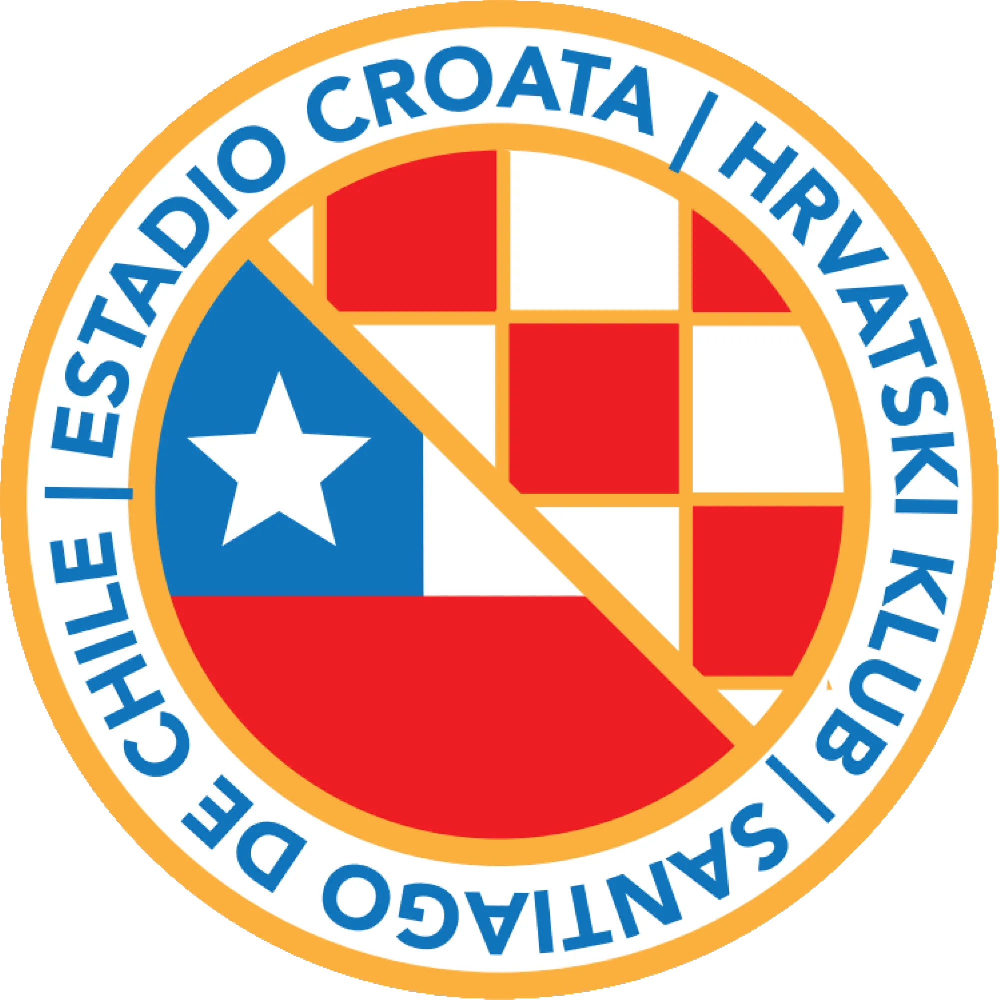 | ESTADIO CROATA | HRVATSKI KLUB | SANTIAGO DE CHILE